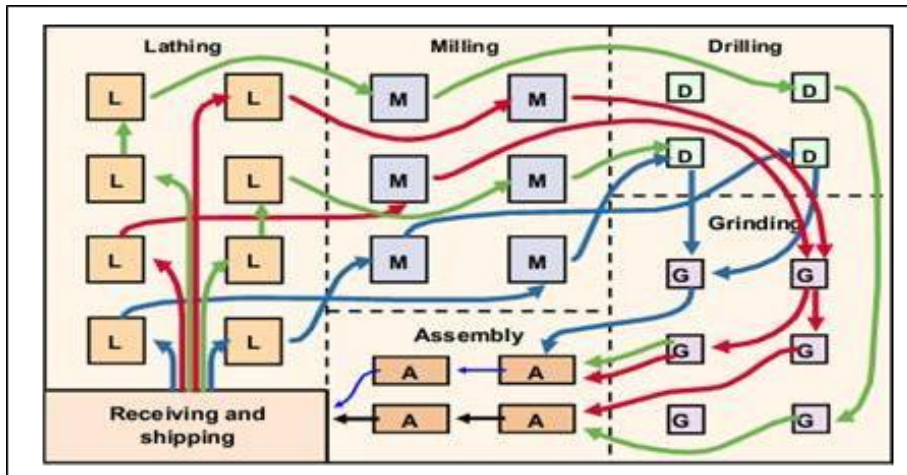 Lathing Milling Drilling
L L M M D D
L L M M D D
Grinding
L L M M G G
Assembly
L L G G
A A
Receiving and
shipping
A A G G